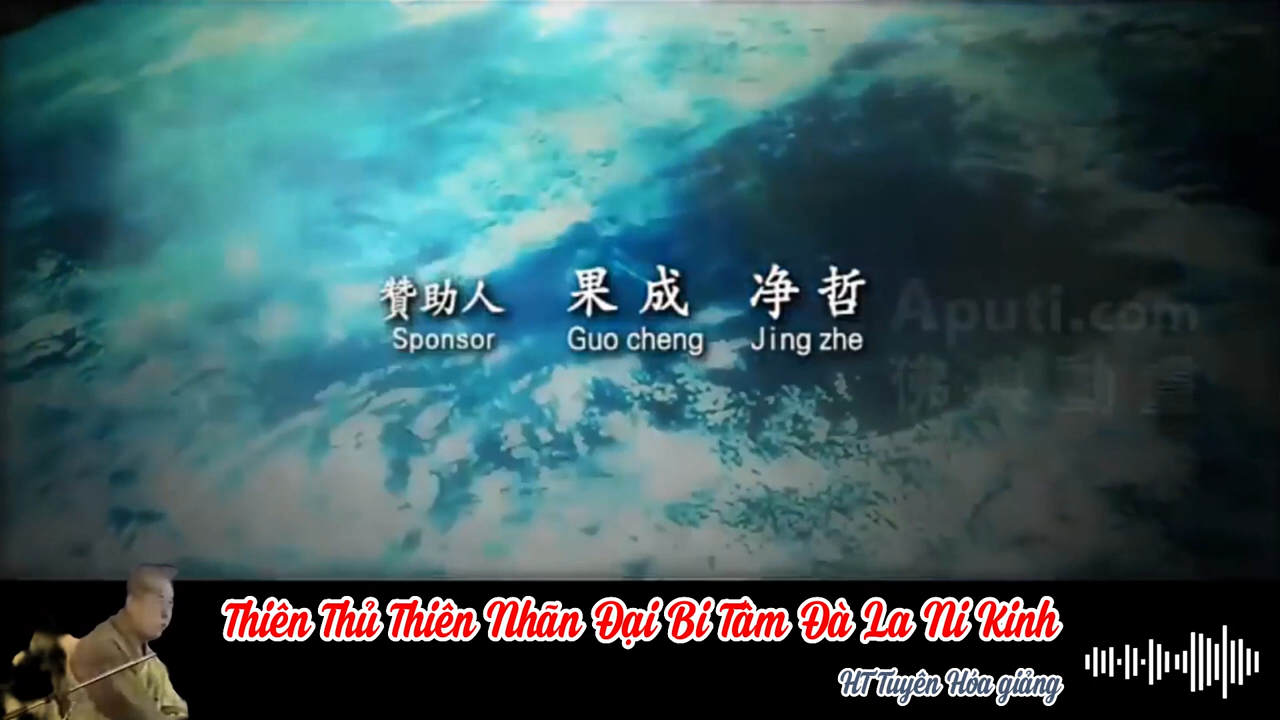 贊助人 果成 净哲
Sponsor Guo cheng Jing zhe
Aputi.com
Thiên Thủ Thiên Nhãn Đại Bi Tâm Đà La Ni Kinh
HT Tuyên Hóa giảng